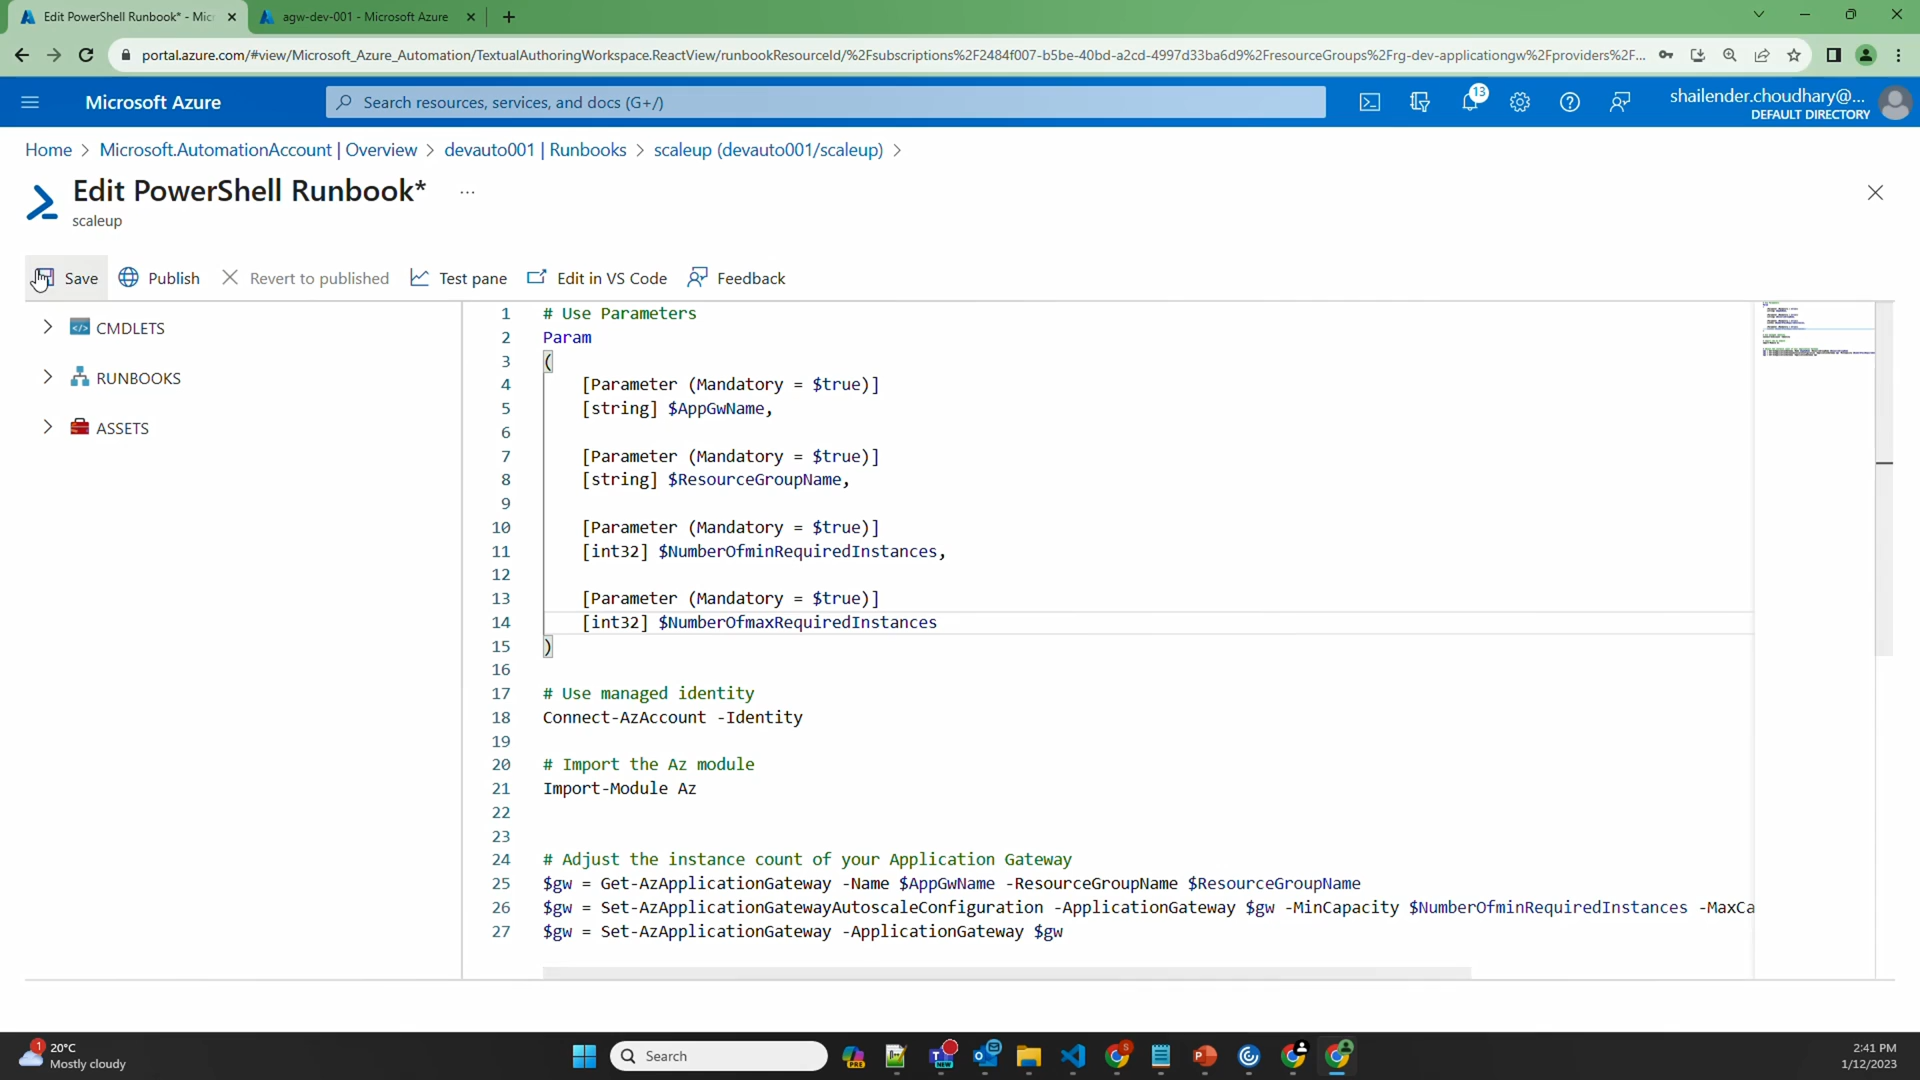 Edit PowerShell Runbook* - Mic
agw-dev-001 - Microsoft Azure
portal.azure.com/#view/Microsoft_Azure_Automation/TextualAuthoringWorkspace.ReactView/runbookResourceId/%2Fsubscriptions%2F2484f007-b5be-40bd-a2cd-4997d33ba6d9%2FresourceGroups%2Frg-dev-applicationgw%2Fproviders%2F...
Microsoft Azure
Search resources, services, and docs (G+/)
13
shailender.choudhary@...
DEFAULT DIRECTORY
Home > Microsoft.AutomationAccount | Overview > devauto001 | Runbooks > scaleup (devauto001/scaleup) >
Edit PowerShell Runbook* ...
scaleup
Save Publish Revert to published Test pane Edit in VS Code Feedback
CMDLETS
RUNBOOKS
ASSETS
1 # Use Parameters
2 Param
3 (
4 [Parameter (Mandatory = $true)]
5 [string] $AppGwName,
6
7 [Parameter (Mandatory = $true)]
8 [string] $ResourceGroupName,
9
10 [Parameter (Mandatory = $true)]
11 [int32] $NumberOfminRequiredInstances,
12
13 [Parameter (Mandatory = $true)]
14 [int32] $NumberOfmaxRequiredInstances
15 )
16
17 # Use managed identity
18 Connect-AzAccount -Identity
19
20 # Import the Az module
21 Import-Module Az
22
23
24 # Adjust the instance count of your Application Gateway
25 $gw = Get-AzApplicationGateway -Name $AppGwName -ResourceGroupName $ResourceGroupName
26 $gw = Set-AzApplicationGatewayAutoscaleConfiguration -ApplicationGateway $gw -MinCapacity $NumberOfminRequiredInstances -MaxCa
27 $gw = Set-AzApplicationGateway -ApplicationGateway $gw
1
20°C
Mostly cloudy
Search
PRE
NEW
S
2:41 PM
1/12/2023